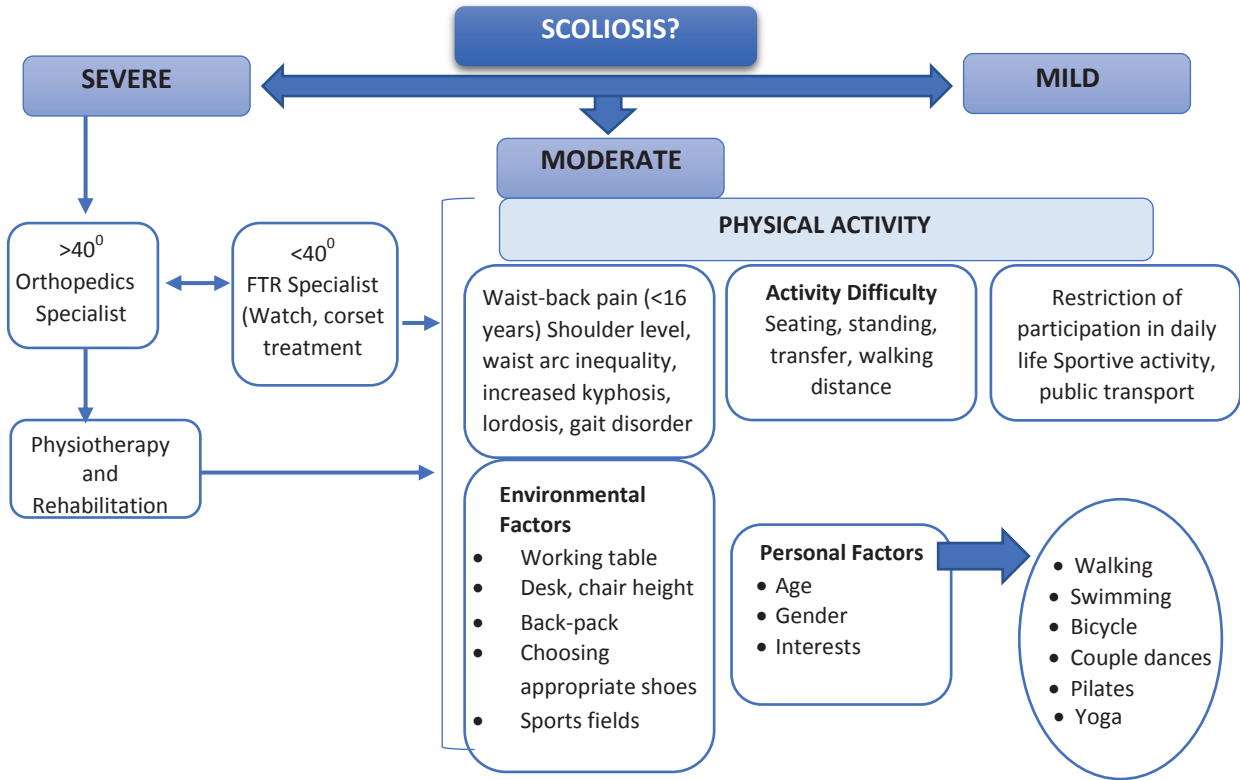 SCOLIOSIS?
SEVERE
MILD
MODERATE
PHYSICAL ACTIVITY
>40⁰
Orthopedics
Specialist
<40⁰
FTR Specialist
(Watch, corset
treatment
Physiotherapy
and
Rehabilitation
Waist-back pain (<16
years) Shoulder level,
waist arc inequality,
increased kyphosis,
lordosis, gait disorder
Activity Difficulty
Seating, standing,
transfer, walking
distance
Restriction of
participation in daily
life Sportive activity,
public transport
Environmental
Factors
• Working table
• Desk, chair height
• Back-pack
• Choosing
appropriate shoes
• Sports fields
Personal Factors
• Age
• Gender
• Interests
• Walking
• Swimming
• Bicycle
• Couple dances
• Pilates
• Yoga